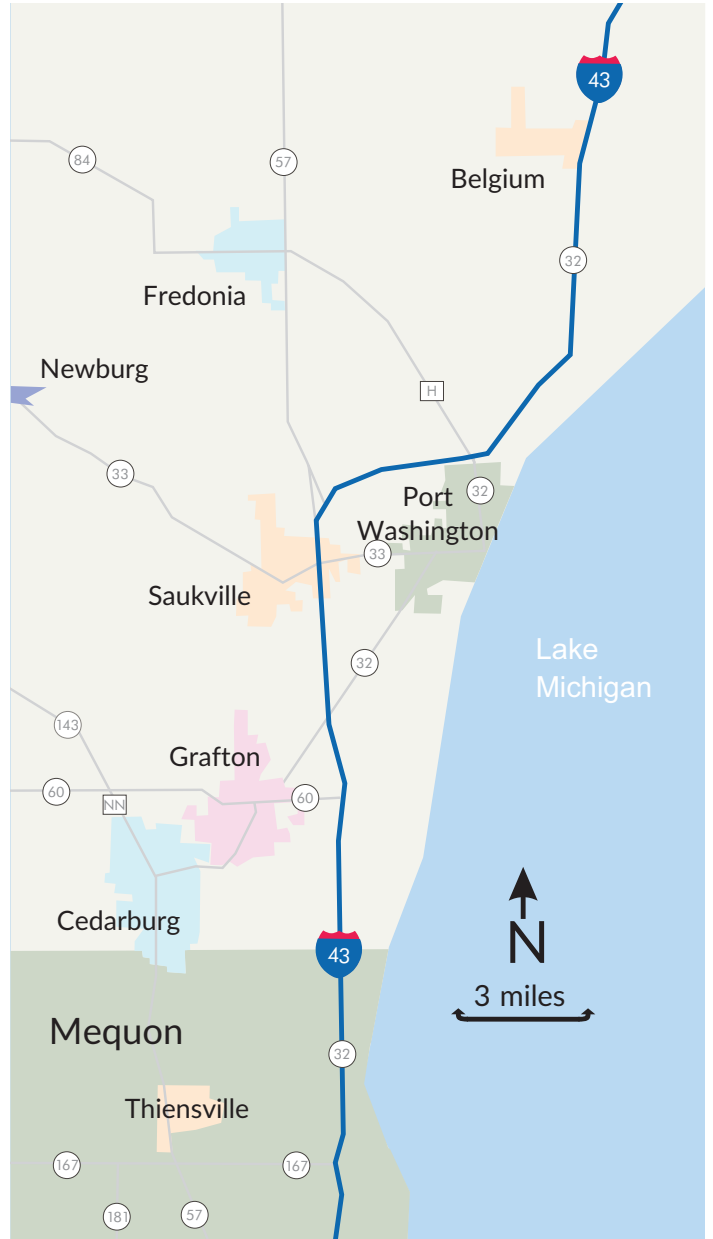 43
Belgium
84
57
32
Fredonia
Newburg
H
33
32
Port
Washington
33
Saukville
Lake
Michigan
32
143
Grafton
60
NN
60
Cedarburg
43
N
3 miles
Mequon
32
Thiensville
167
167
181
57